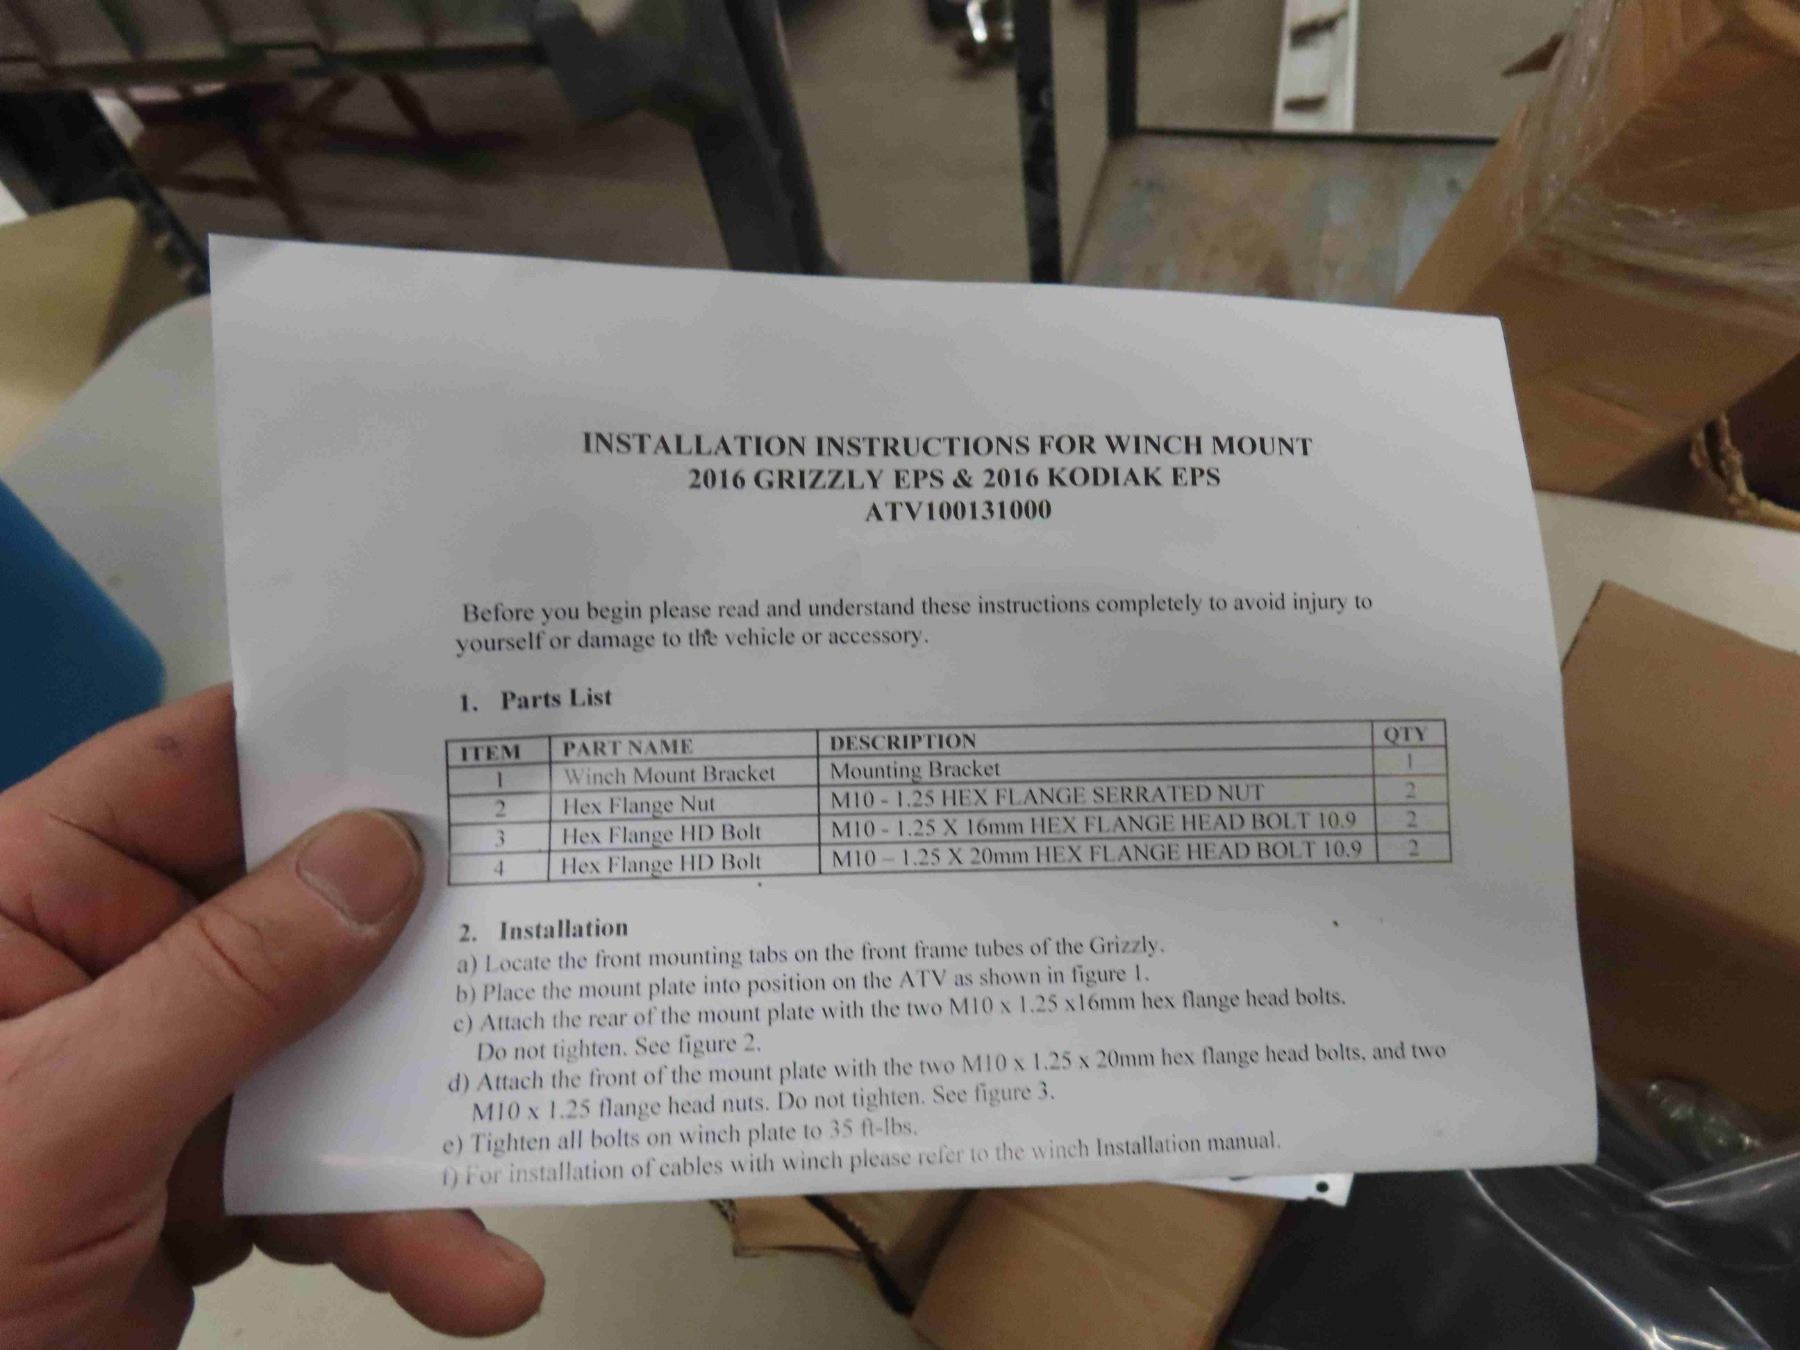 INSTALLATION INSTRUCTIONS FOR WINCH MOUNT
2016 GRIZZLY EPS & 2016 KODIAK EPS
ATV100131000
Before you begin please read and understand these instructions completely to avoid injury to
yourself or damage to the vehicle or accessory.
1. Parts List
ITEM PART NAME DESCRIPTION QTY
1 Winch Mount Bracket Mounting Bracket 1
2 Hex Flange Nut M10 - 1.25 HEX FLANGE SERRATED NUT 2
3 Hex Flange HD Bolt M10 - 1.25 X 16mm HEX FLANGE HEAD BOLT 10.9 2
4 Hex Flange HD Bolt M10 – 1.25 X 20mm HEX FLANGE HEAD BOLT 10.9 2
2. Installation
a) Locate the front mounting tabs on the front frame tubes of the Grizzly.
b) Place the mount plate into position on the ATV as shown in figure 1.
c) Attach the rear of the mount plate with the two M10 x 1.25 x16mm hex flange head bolts.
Do not tighten. See figure 2.
d) Attach the front of the mount plate with the two M10 x 1.25 x 20mm hex flange head bolts, and two
M10 x 1.25 flange head nuts. Do not tighten. See figure 3.
e) Tighten all bolts on winch plate to 35 ft-lbs.
f) For installation of cables with winch please refer to the winch Installation manual.